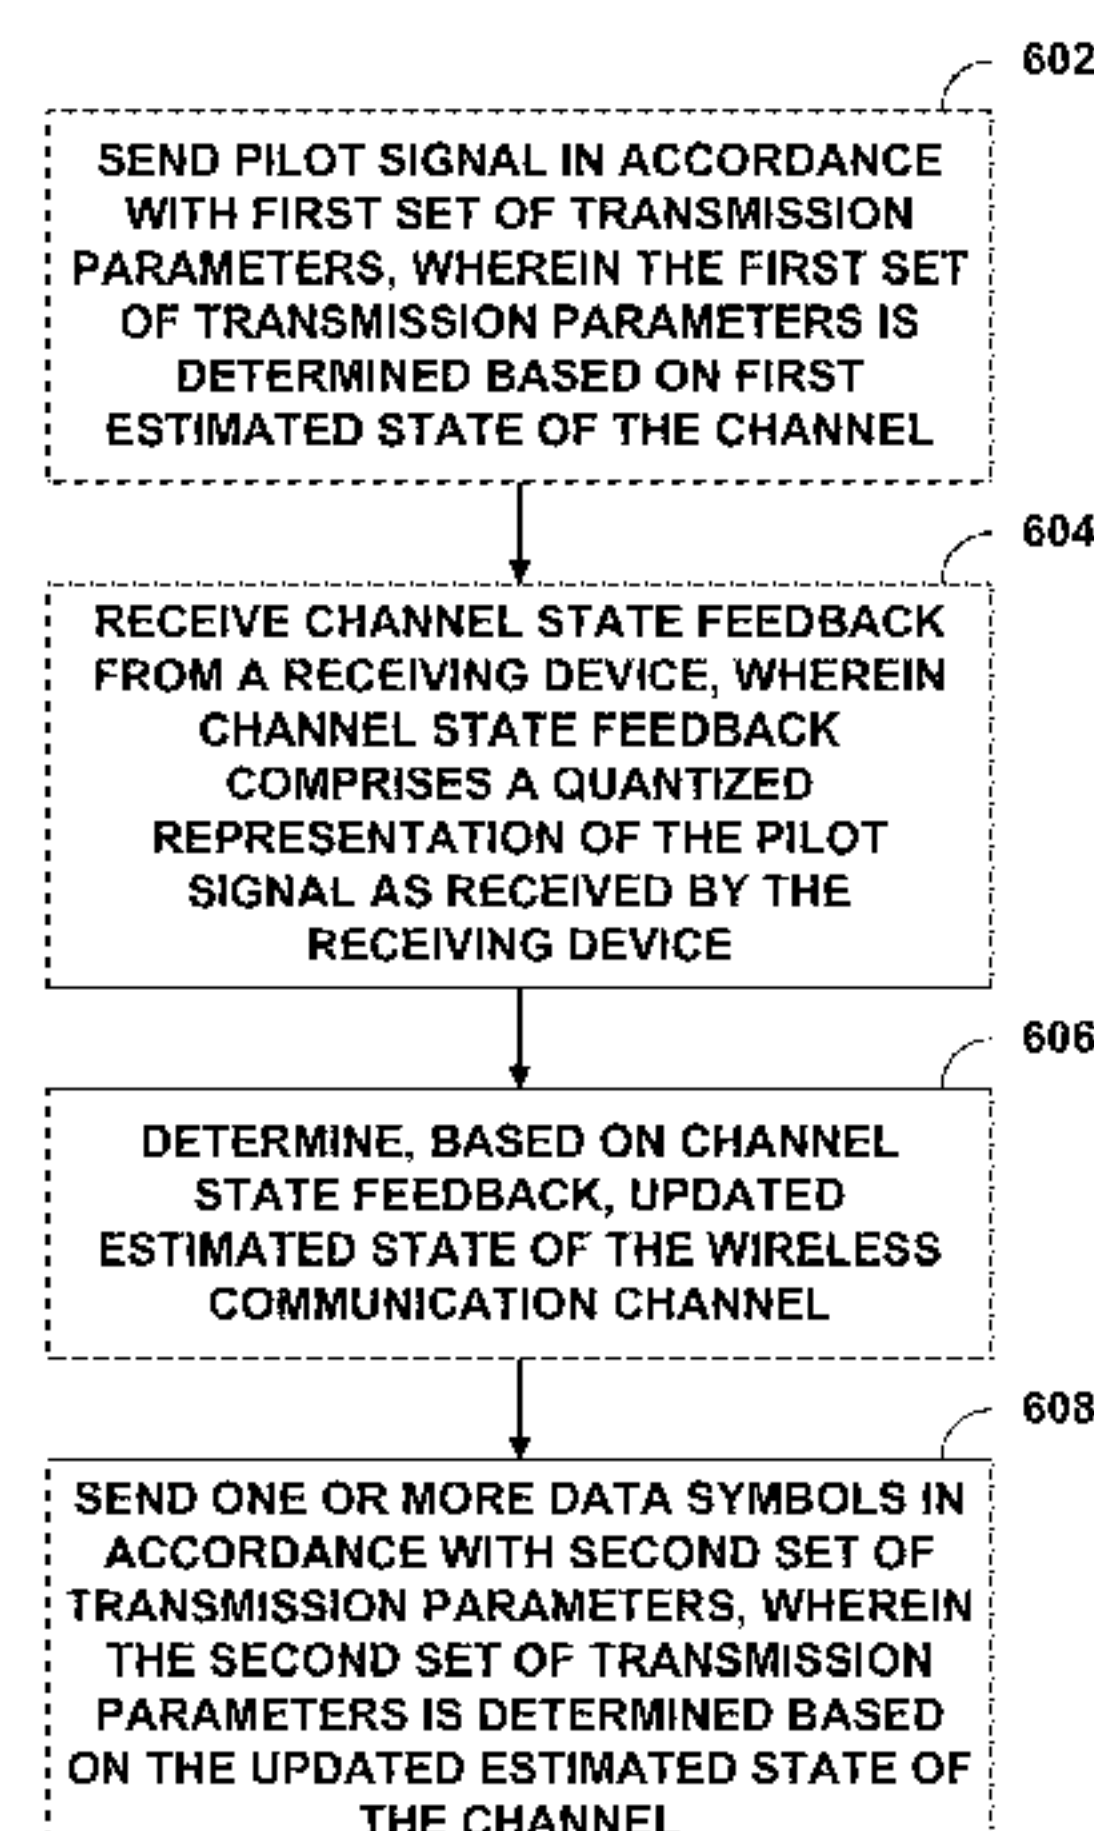 602
SEND PILOT SIGNAL IN ACCORDANCE
WITH FIRST SET OF TRANSMISSION
PARAMETERS, WHEREIN THE FIRST SET
OF TRANSMISSION PARAMETERS IS
DETERMINED BASED ON FIRST
ESTIMATED STATE OF THE CHANNEL
604
RECEIVE CHANNEL STATE FEEDBACK
FROM A RECEIVING DEVICE, WHEREIN
CHANNEL STATE FEEDBACK
COMPRISES A QUANTIZED
REPRESENTATION OF THE PILOT
SIGNAL AS RECEIVED BY THE
RECEIVING DEVICE
606
DETERMINE, BASED ON CHANNEL
STATE FEEDBACK, UPDATED
ESTIMATED STATE OF THE WIRELESS
COMMUNICATION CHANNEL
608
SEND ONE OR MORE DATA SYMBOLS IN
ACCORDANCE WITH SECOND SET OF
TRANSMISSION PARAMETERS, WHEREIN
THE SECOND SET OF TRANSMISSION
PARAMETERS IS DETERMINED BASED
ON THE UPDATED ESTIMATED STATE OF
THE CHANNEL